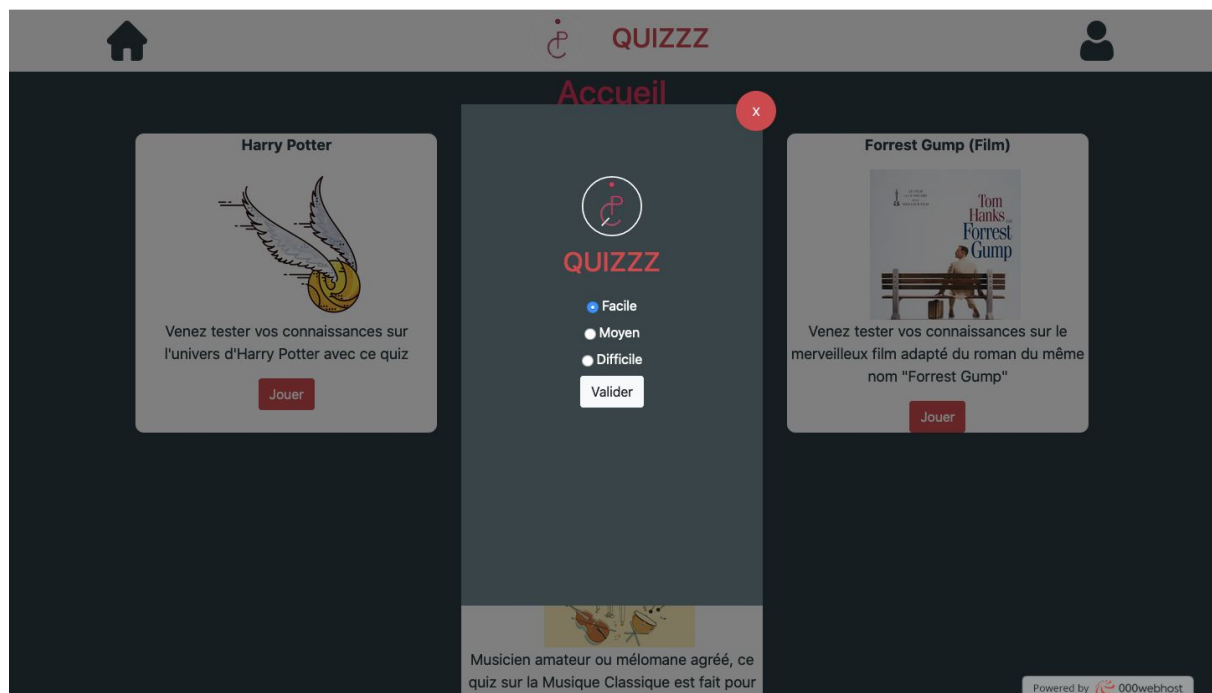 QUIZZZ
Accueil
x
Harry Potter
Venez tester vos connaissances sur
l'univers d'Harry Potter avec ce quiz
Jouer
QUIZZZ
Facile
Moyen
Difficile
Valider
Forrest Gump (Film)
Tom
Hanks
Forrest
Gump
Venez tester vos connaissances sur le
merveilleux film adapté du roman du même
nom "Forrest Gump"
Jouer
Musicien amateur ou mélomane agréé, ce
quiz sur la Musique Classique est fait pour
Powered by 000webhost